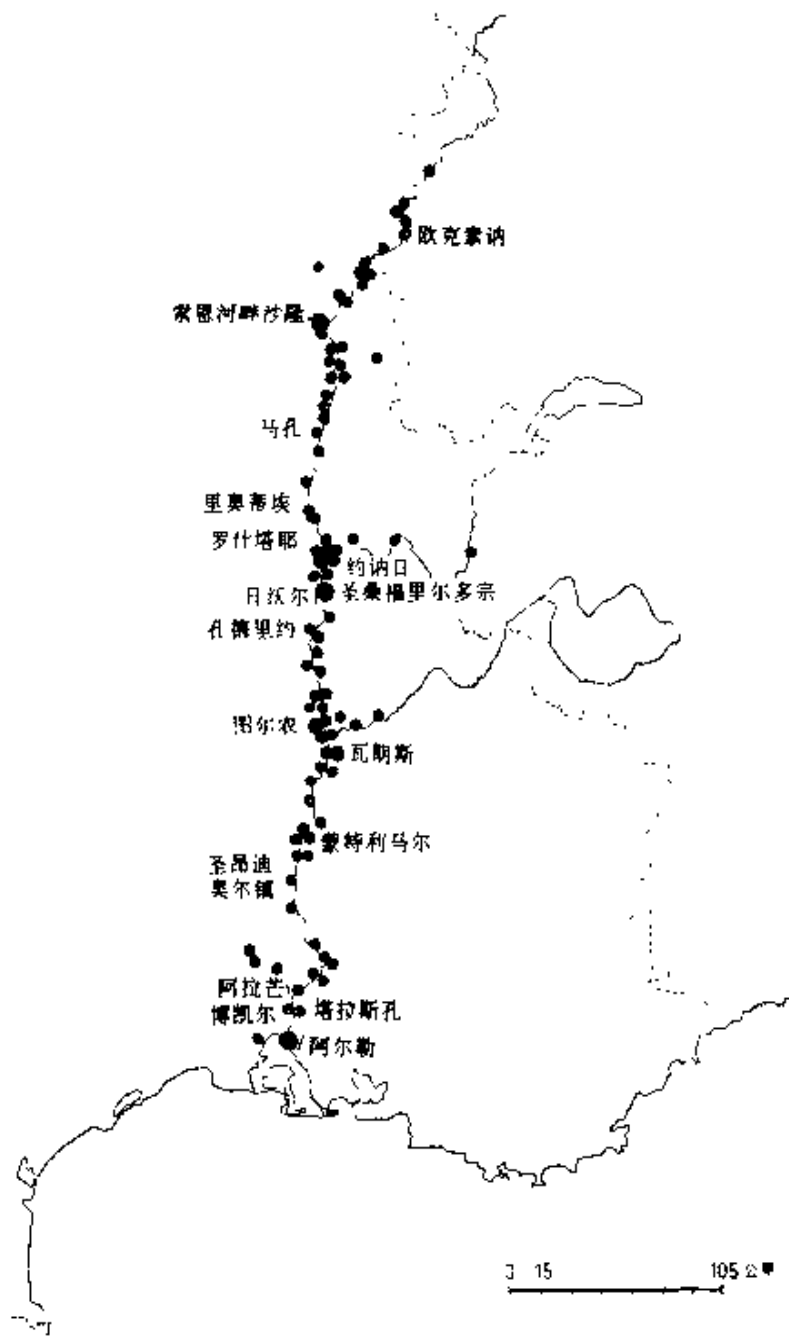 欧克索讷
索恩河畔沙隆
马孔
里奥蒂埃
罗什塔耶
约讷日
日沃尔
圣桑福里尔多宗
孔德里约
图尔农
瓦朗斯
蒙特利马尔
圣昂迪
奥尔镇
阿拉芒
博凯尔
塔拉斯孔
阿尔勒
0 15 105公里